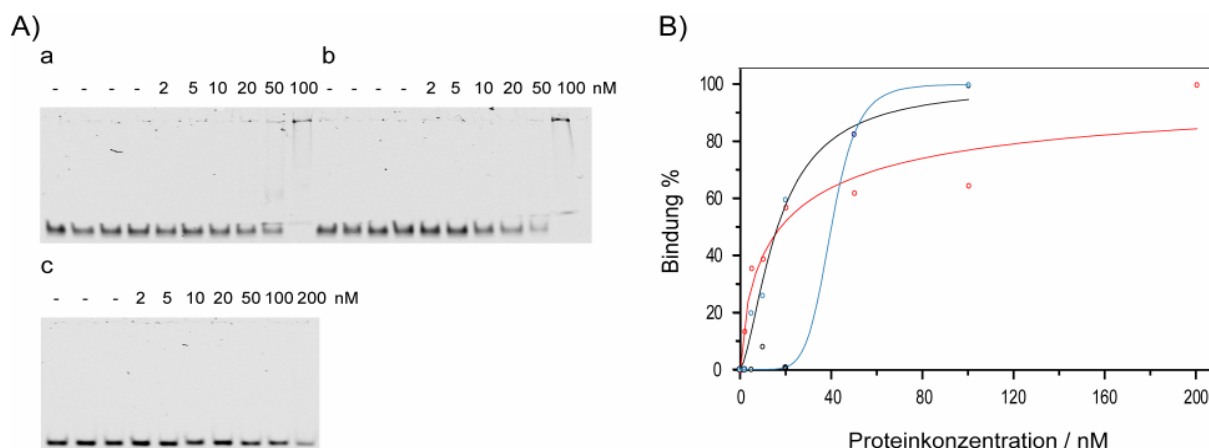 A)
a
b
- - - - 2 5 10 20 50 100 - - - - 2 5 10 20 50 100 nM
c
- - - 2 5 10 20 50 100 200 nM
B)
100
80
60
40
20
0
0 40 80 120 160 200
Bindung %
Proteinkonzentration / nM